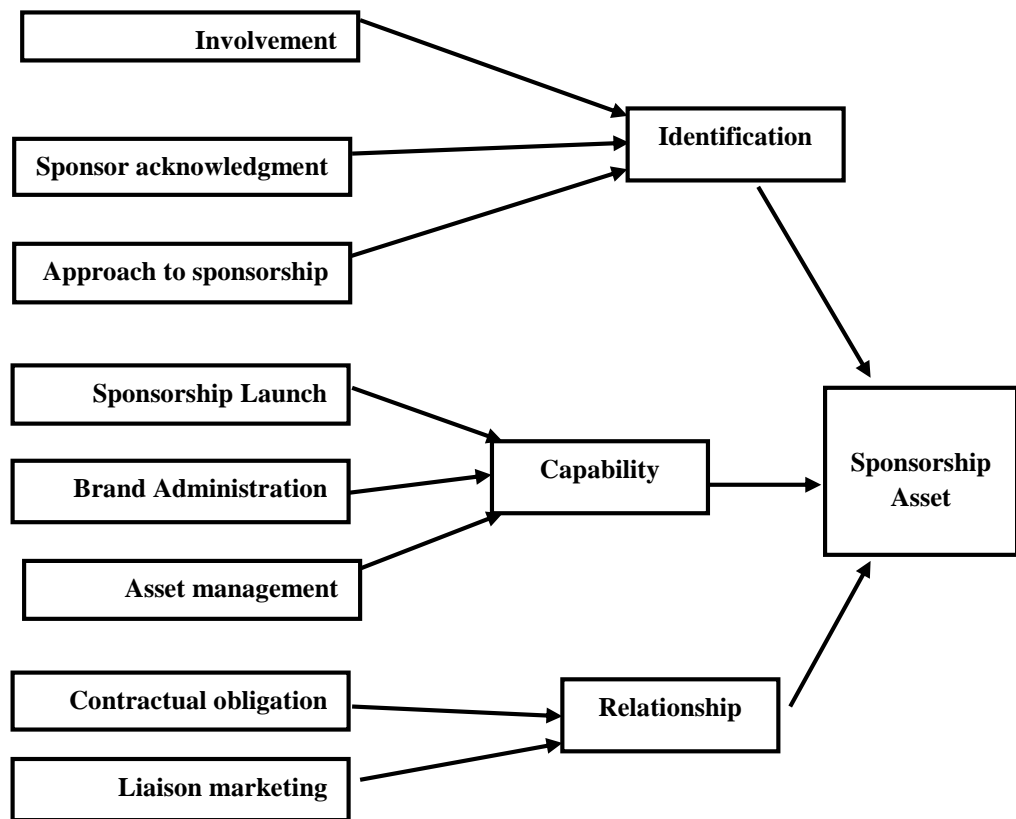 Involvement
Identification
Sponsor acknowledgment
Approach to sponsorship
Sponsorship Launch
Capability
Brand Administration
Sponsorship
Asset
Asset management
Contractual obligation
Relationship
Liaison marketing